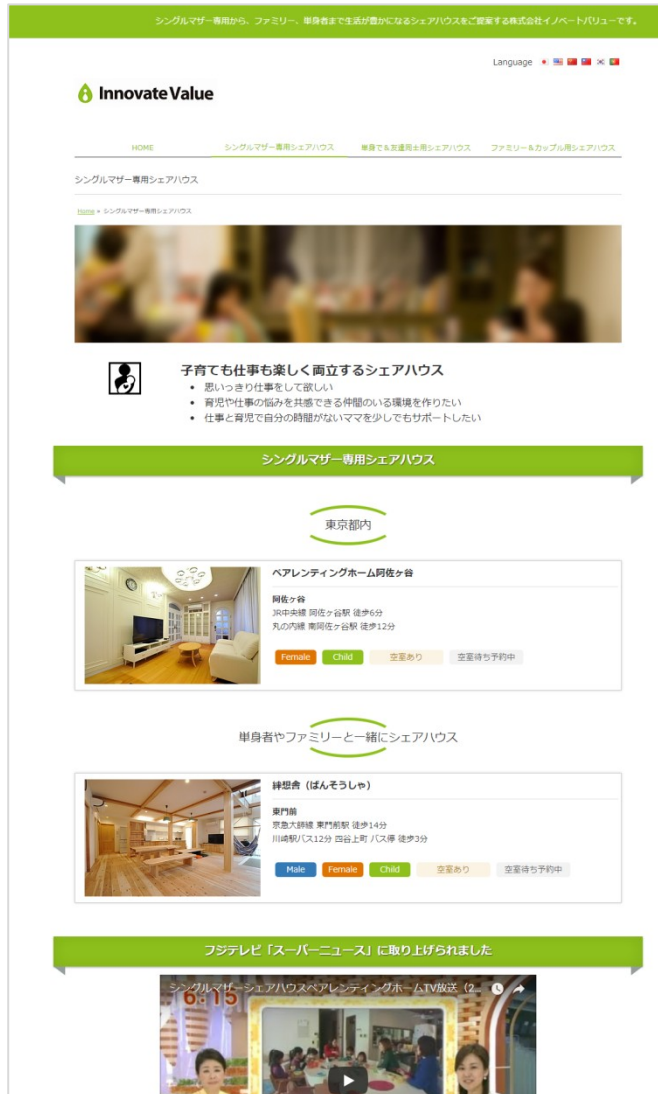 シングルマザー専用から、ファミリー、単身者まで生活が豊かになるシェアハウスをご提案する株式会社イノベートバリューです。
Language
Innovate Value
HOME シングルマザー専用シェアハウス 単身で&友達同士用シェアハウス ファミリー&カップル用シェアハウス
シングルマザー専用シェアハウス
Home » シングルマザー専用シェアハウス
子育ても仕事も楽しく両立するシェアハウス
• 思いっきり仕事をして欲しい
• 育児や仕事の悩みを共感できる仲間のいる環境を作りたい
• 仕事と育児で自分の時間がないママを少しでもサポートしたい
シングルマザー専用シェアハウス
東京都内
ペアレンティングホーム阿佐ヶ谷
阿佐ヶ谷
JR中央線 阿佐ヶ谷駅 徒歩6分
丸の内線 南阿佐ヶ谷駅 徒歩12分
Female Child 空室あり 空室待ち予約中
単身者やファミリーと一緒にシェアハウス
絆想舎（ばんそうしゃ）
東門前
京急大師線 東門前駅 徒歩14分
川崎駅バス12分 四谷上町 バス停 徒歩3分
Male Female Child 空室あり 空室待ち予約中
フジテレビ「スーパーニュース」に取り上げられました
シングルマザーシェアハウスペアレンティングホームTV放送（2...
6:15